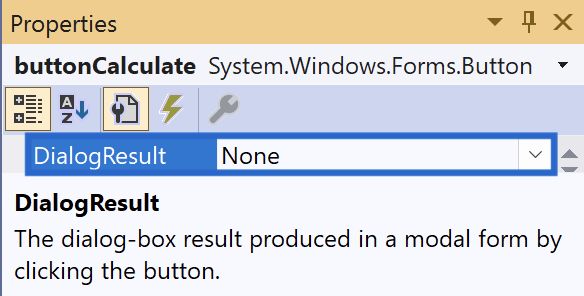 Properties
buttonCalculate System.Windows.Forms.Button
A
Z
DialogResult None
DialogResult
The dialog-box result produced in a modal form by
clicking the button.